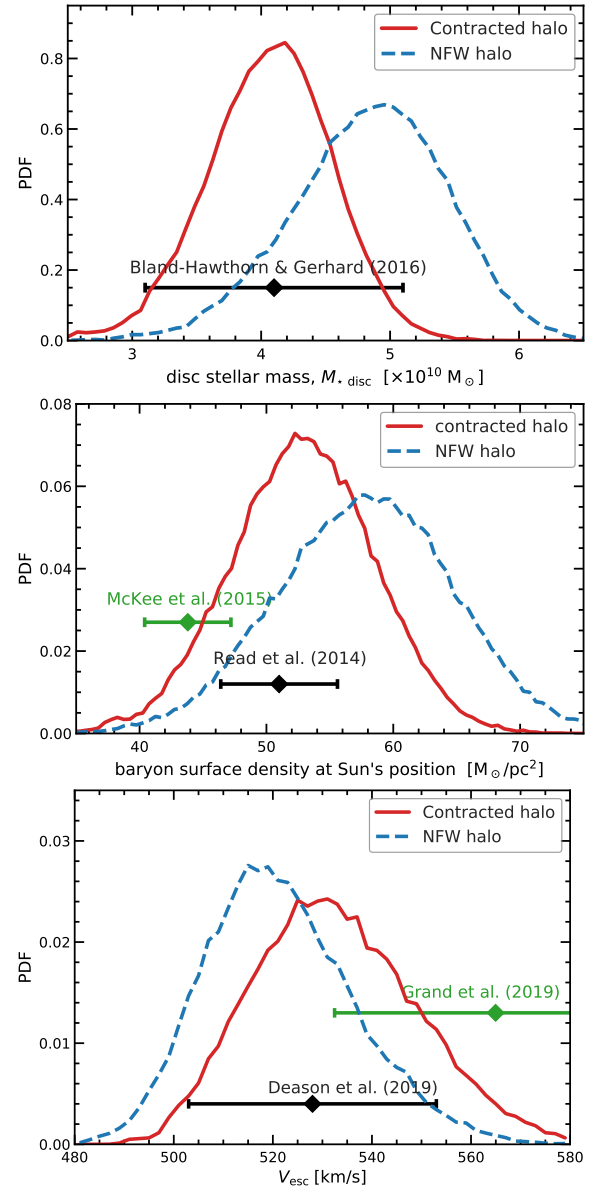 Contracted halo
NFW halo
PDF
0.8
0.6
0.4
0.2
0.0
Bland-Hawthorn & Gerhard (2016)
3 4 5 6
disc stellar mass, M⋆ disc [×10¹⁰ M⊙]
contracted halo
NFW halo
PDF
0.08
0.06
0.04
0.02
0.00
McKee et al. (2015)
Read et al. (2014)
40 50 60 70
baryon surface density at Sun's position [M⊙/pc²]
Contracted halo
NFW halo
PDF
0.03
0.02
0.01
0.00
Grand et al. (2019)
Deason et al. (2019)
480 500 520 540 560 580
Vesc [km/s]